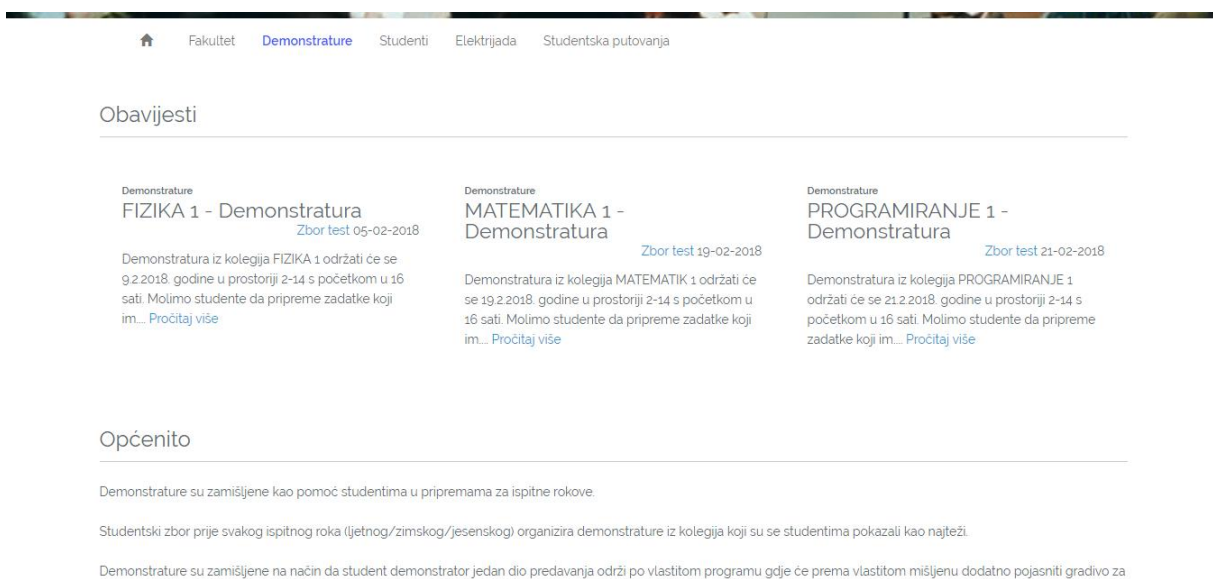 Fakultet Demonstrature Studenti Elektrijada Studentska putovanja
Obavijesti
Demonstrature
FIZIKA 1 - Demonstratura
Zbor test 05-02-2018
Demonstratura iz kolegija FIZIKA 1 održati će se
9.2.2018. godine u prostoriji 2-14 s početkom u 16
sati. Molimo studente da pripreme zadatke koji
im.... Pročitaj više
Demonstrature
MATEMATIKA 1 -
Demonstratura
Zbor test 19-02-2018
Demonstratura iz kolegija MATEMATIK 1 održati će
se 19.2.2018. godine u prostoriji 2-14 s početkom u
16 sati. Molimo studente da pripreme zadatke koji
im.... Pročitaj više
Demonstrature
PROGRAMIRANJE 1 -
Demonstratura
Zbor test 21-02-2018
Demonstratura iz kolegija PROGRAMIRANJE 1
održati će se 21.2.2018. godine u prostoriji 2-14 s
početkom u 16 sati. Molimo studente da pripreme
zadatke koji im.... Pročitaj više
Općenito
Demonstrature su zamišljene kao pomoć studentima u pripremama za ispitne rokove.
Studentski zbor prije svakog ispitnog roka (ljetnog/zimskog/jesenskog) organizira demonstrature iz kolegija koji su se studentima pokazali kao najteži.
Demonstrature su zamišljene na način da student demonstrator jedan dio predavanja održi po vlastitom programu gdje će prema vlastitom mišljenu dodatno pojasniti gradivo za